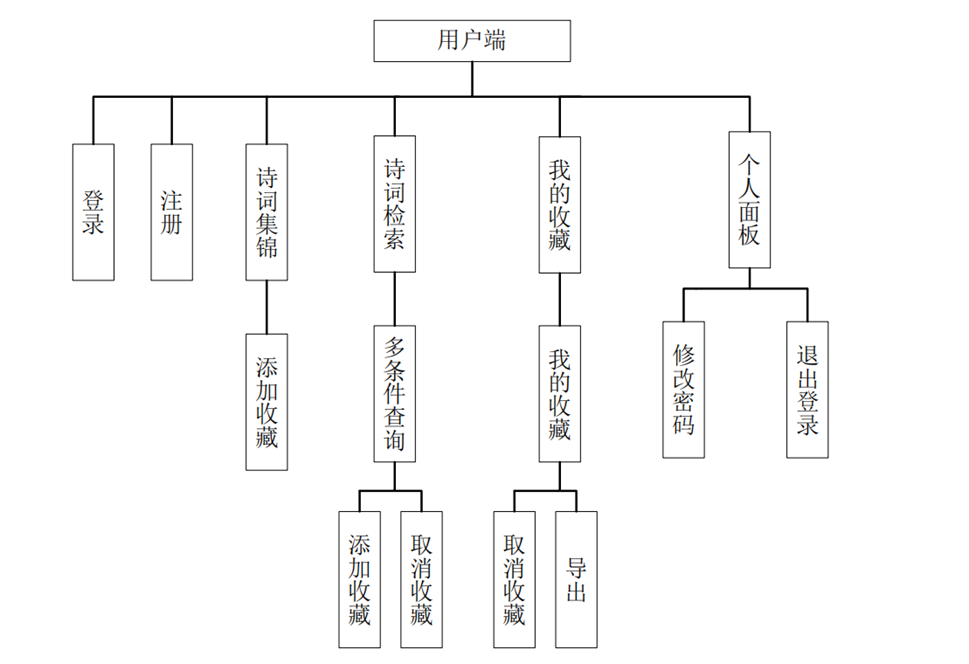 用户端
登录
注册
诗词集锦
诗词检索
我的收藏
个人面板
添加收藏
多条件查询
我的收藏
修改密码
退出登录
添加收藏
取消收藏
取消收藏
导出